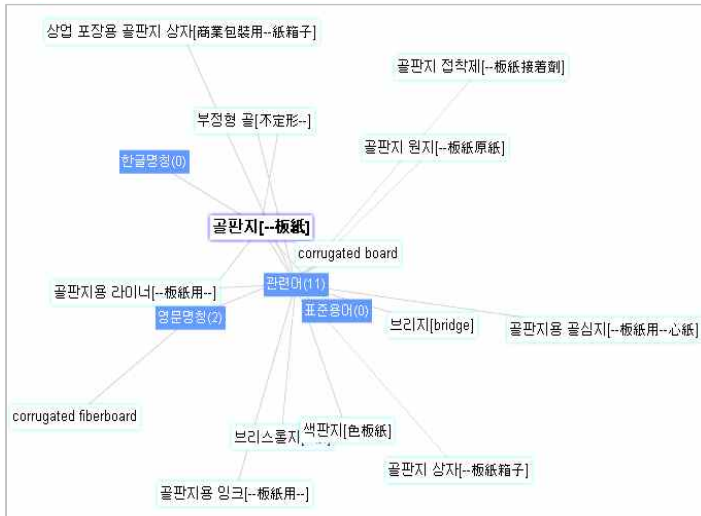 상업 포장용 골판지 상자[商業包裝用--紙箱子]
골판지 접착제[--板紙接着劑]
부정형 골[不定形--]
골판지 원지[--板紙原紙]
한글명칭(0)
골판지[--板紙]
corrugated board
관련어(11)
골판지용 라이너[--板紙用--]
표준용어(0)
영문명칭(2)
브리지[bridge]
골판지용 골심지[--板紙用--心紙]
corrugated fiberboard
브리스톨지[
색판지[色板紙]
골판지 상자[--板紙箱子]
골판지용 잉크[--板紙用--]